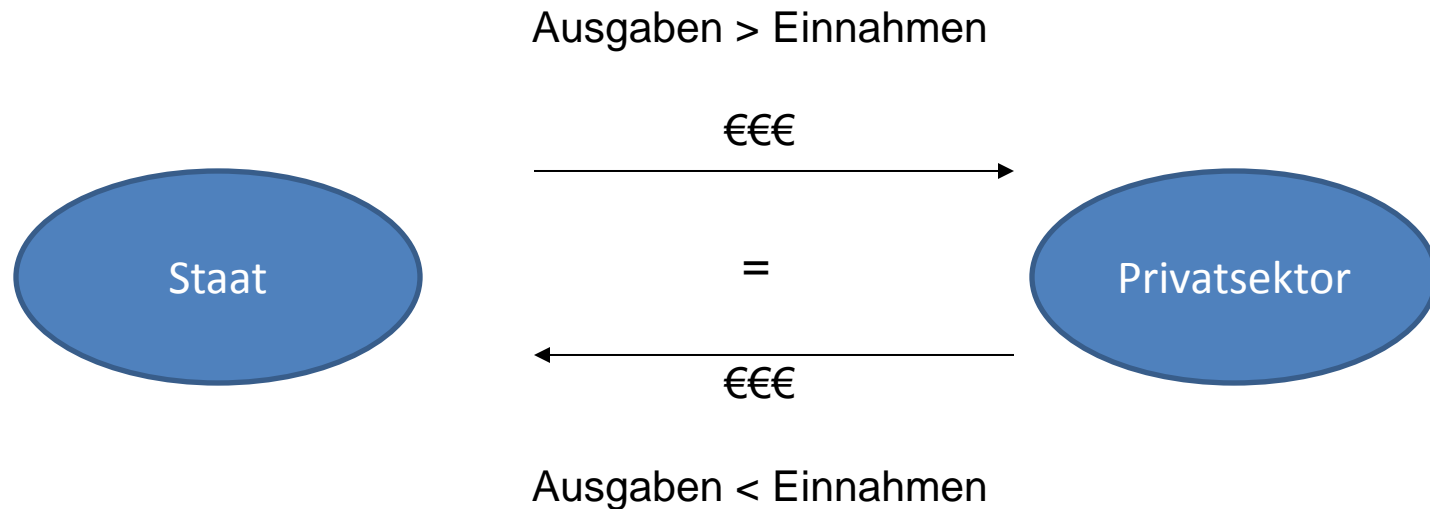 Ausgaben > Einnahmen
€€€
Staat
=
Privatsektor
€€€
Ausgaben < Einnahmen